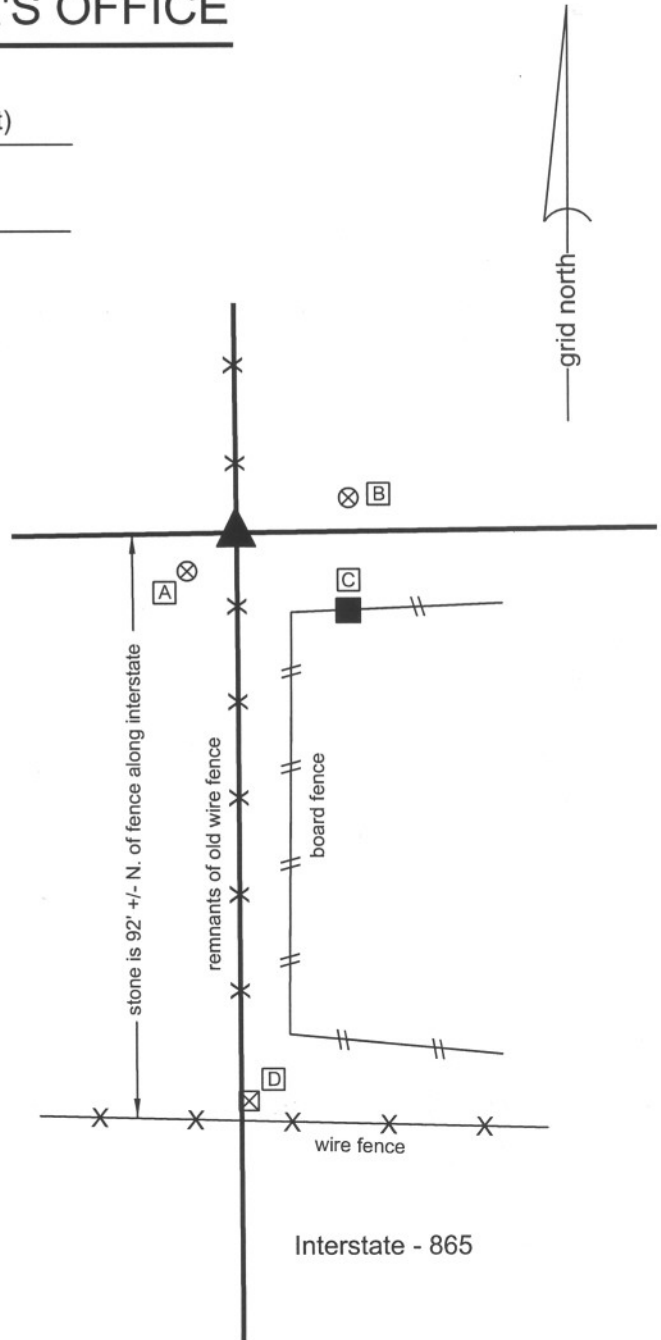 'S OFFICE
t)
grid north
B
A
C
stone is 92' +/- N. of fence along interstate
remnants of old wire fence
board fence
D
wire fence
Interstate - 865